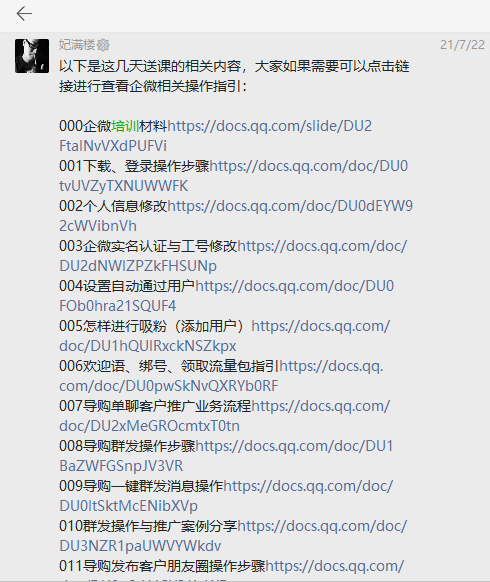 妃满楼
21/7/22
以下是这几天送课的相关内容，大家如果需要可以点击链
接进行查看企微相关操作指引：
000企微培训材料https://docs.qq.com/slide/DU2
FtalNvVXdPUFVi
001下载、登录操作步骤https://docs.qq.com/doc/DU0
tvUVZyTXNUWWFK
002个人信息修改https://docs.qq.com/doc/DU0dEYW9
2cWVibnVh
003企微实名认证与工号修改https://docs.qq.com/doc/
DU2dNWlZPZkFHSUNp
004设置自动通过用户https://docs.qq.com/doc/DU0
FOb0hra21SQUF4
005怎样进行吸粉（添加用户）https://docs.qq.com/
doc/DU1hQUlRxckNSZkpx
006欢迎语、绑号、领取流量包指引https://docs.qq.
com/doc/DU0pwSkNvQXRYb0RF
007导购单聊客户推广业务流程https://docs.qq.com/
doc/DU2xMeGROcmtxT0tn
008导购群发操作步骤https://docs.qq.com/doc/DU1
BaZWFGSnpJV3VR
009导购一键群发消息操作https://docs.qq.com/doc/
DU0ltSktMcENibXVp
010群发操作与推广案例分享https://docs.qq.com/doc/
DU3NZR1paUWVYWkdv
011导购发布客户朋友圈操作步骤https://docs.qq.com/